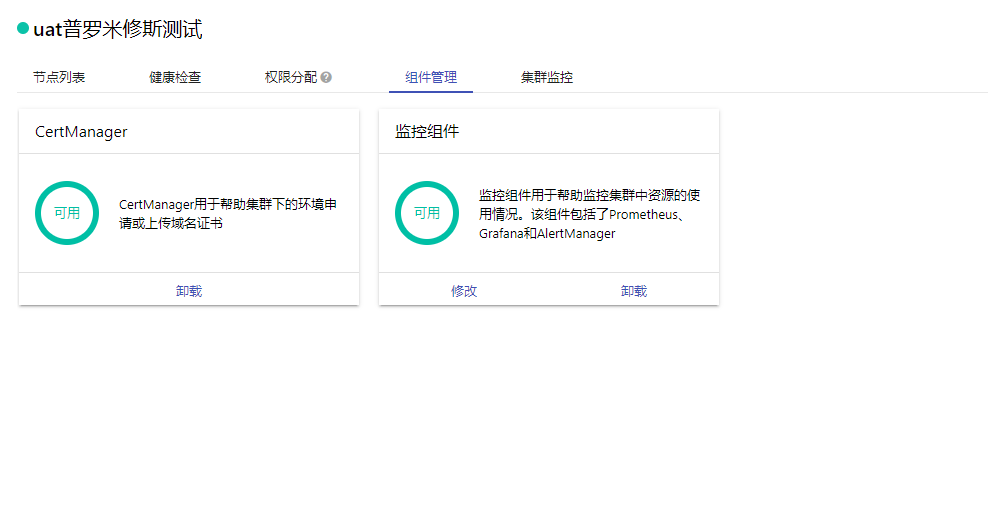 uat普罗米修斯测试
节点列表
健康检查
权限分配 ?
组件管理
集群监控
CertManager
可用
CertManager用于帮助集群下的环境申
请或上传域名证书
卸载
监控组件
可用
监控组件用于帮助监控集群中资源的使
用情况。该组件包括了Prometheus、
Grafana和AlertManager
修改
卸载